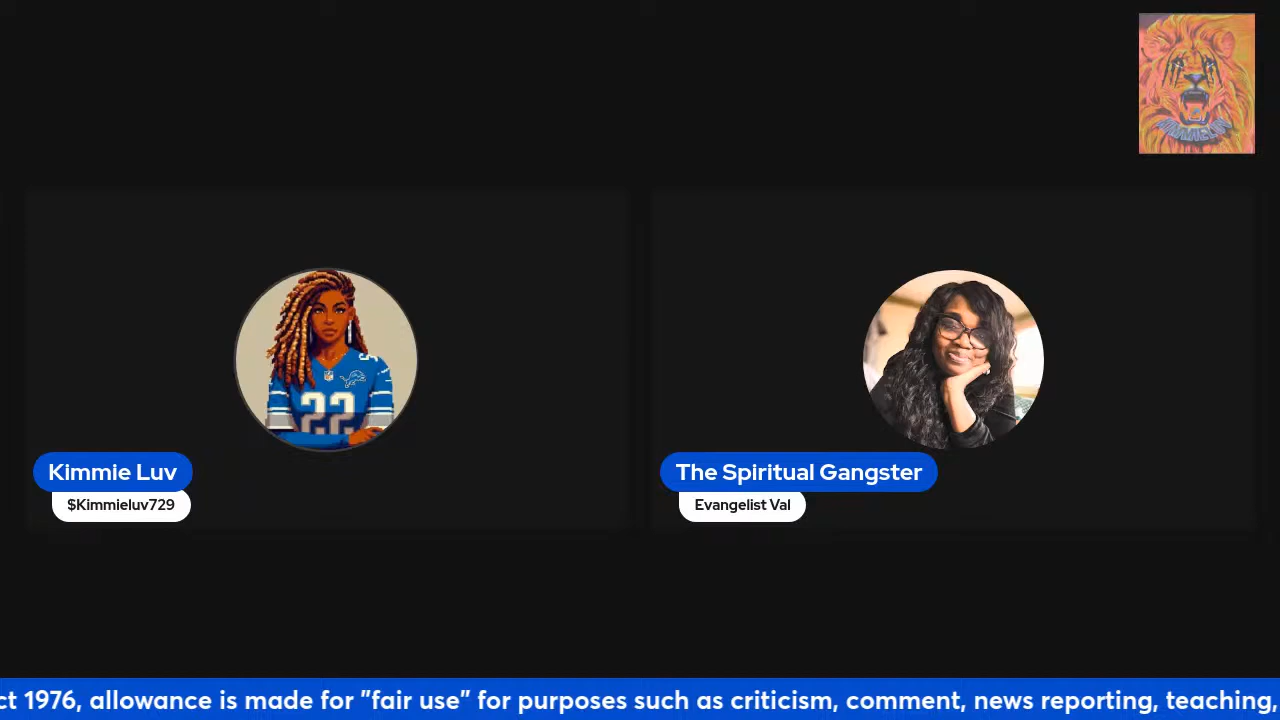 22
Kimmie Luv
$Kimmieluv729
The Spiritual Gangster
Evangelist Val
ct 1976, allowance is made for "fair use" for purposes such as criticism, comment, news reporting, teaching,